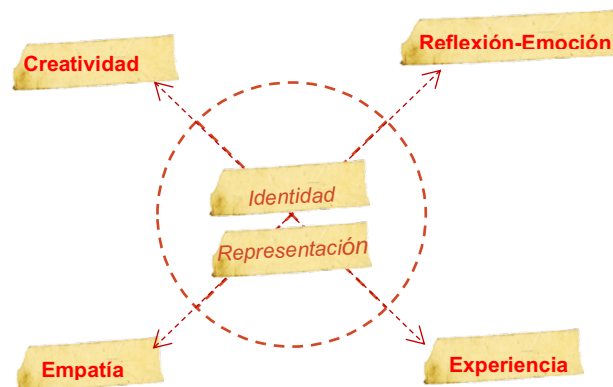 Creatividad
Reflexión-Emoción
Identidad
Representación
Empatía
Experiencia